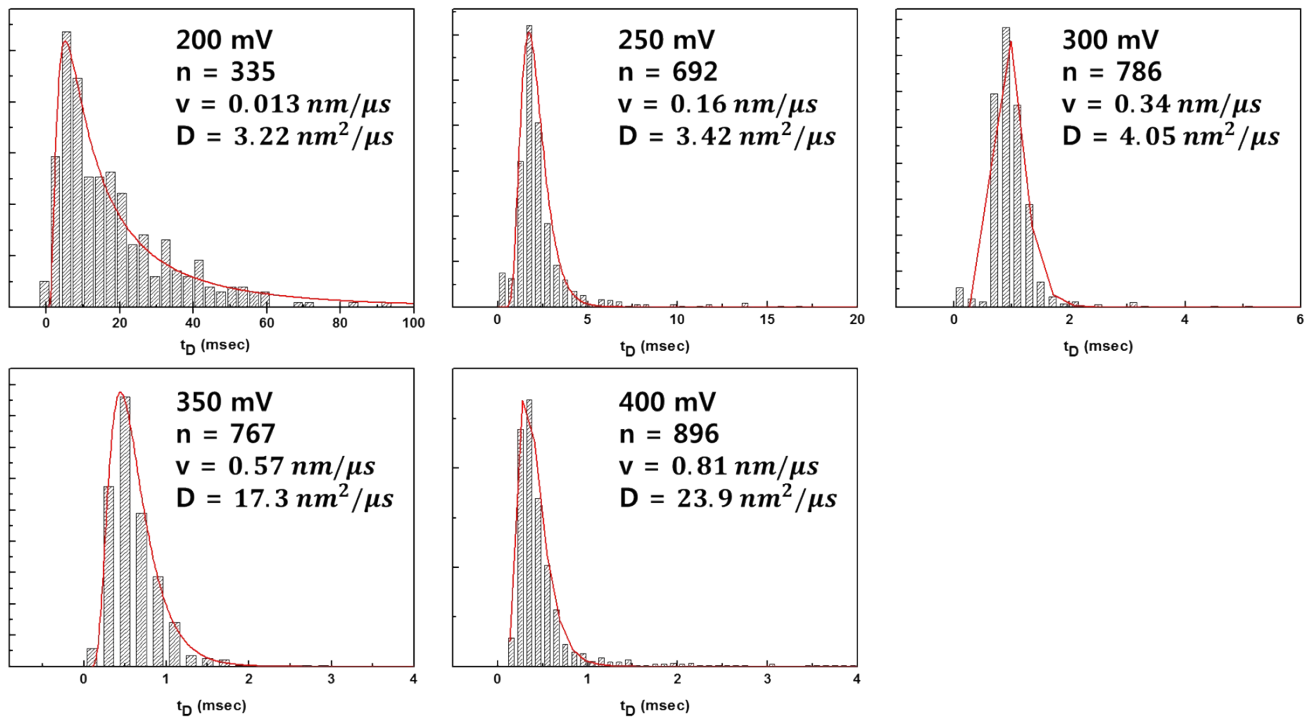 200 mV
n = 335
v = 0.013 nm/μs
D = 3.22 nm²/μs
0 20 40 60 80 100
t_D (msec)
250 mV
n = 692
v = 0.16 nm/μs
D = 3.42 nm²/μs
0 5 10 15 20
t_D (msec)
300 mV
n = 786
v = 0.34 nm/μs
D = 4.05 nm²/μs
0 2 4 6
t_D (msec)
350 mV
n = 767
v = 0.57 nm/μs
D = 17.3 nm²/μs
0 1 2 3 4
t_D (msec)
400 mV
n = 896
v = 0.81 nm/μs
D = 23.9 nm²/μs
0 1 2 3 4
t_D (msec)